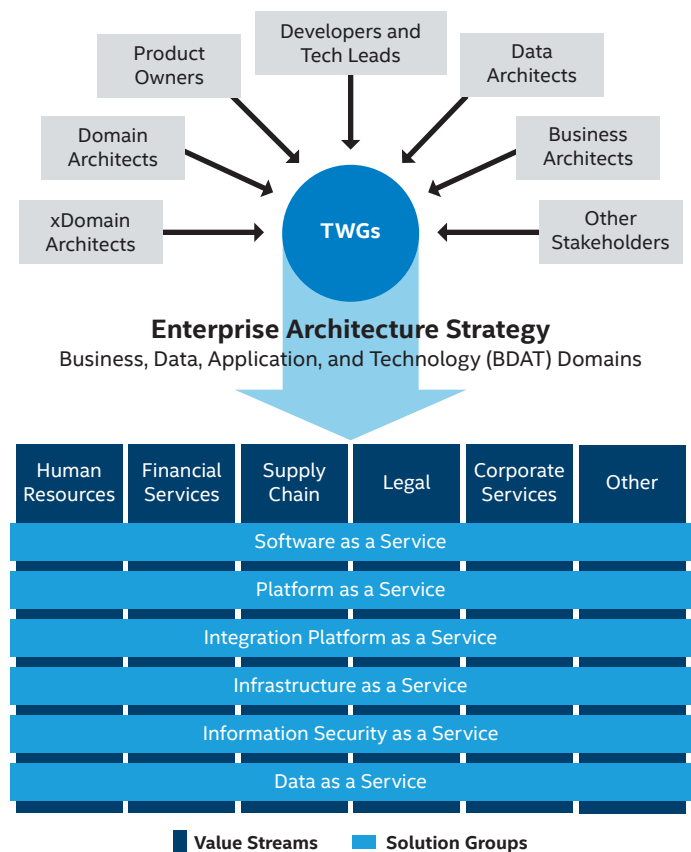 Developers and
Tech Leads
Product
Owners
Data
Architects
Domain
Architects
Business
Architects
xDomain
Architects
TWGs
Other
Stakeholders
Enterprise Architecture Strategy
Business, Data, Application, and Technology (BDAT) Domains
Human
Resources
Financial
Services
Supply
Chain
Legal
Corporate
Services
Other
Software as a Service
Platform as a Service
Integration Platform as a Service
Infrastructure as a Service
Information Security as a Service
Data as a Service
Value Streams
Solution Groups